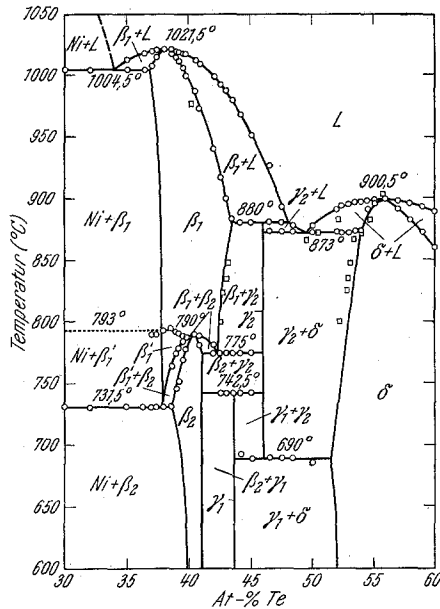 1050
Ni+L
β₁+L
1021,5°
1000
1004,5°
L
950
β₁+L
900
γ₂+L
900,5°
880°
873°
δ+L
850
Ni+β₁
β₁
Temperatur (°C)
800
793°
β₁+β₂
β₁+γ₂
γ₂
γ₂+δ
790°
β₁'
775°
750
Ni+β₁'
β₁'+β₂
β₂+γ₂
742,5°
δ
731,5°
β₂
γ₁+γ₂
700
690°
Ni+β₂
β₂+γ₁
650
γ₁
γ₁+δ
600
30 35 40 45 50 55 60
At-% Te